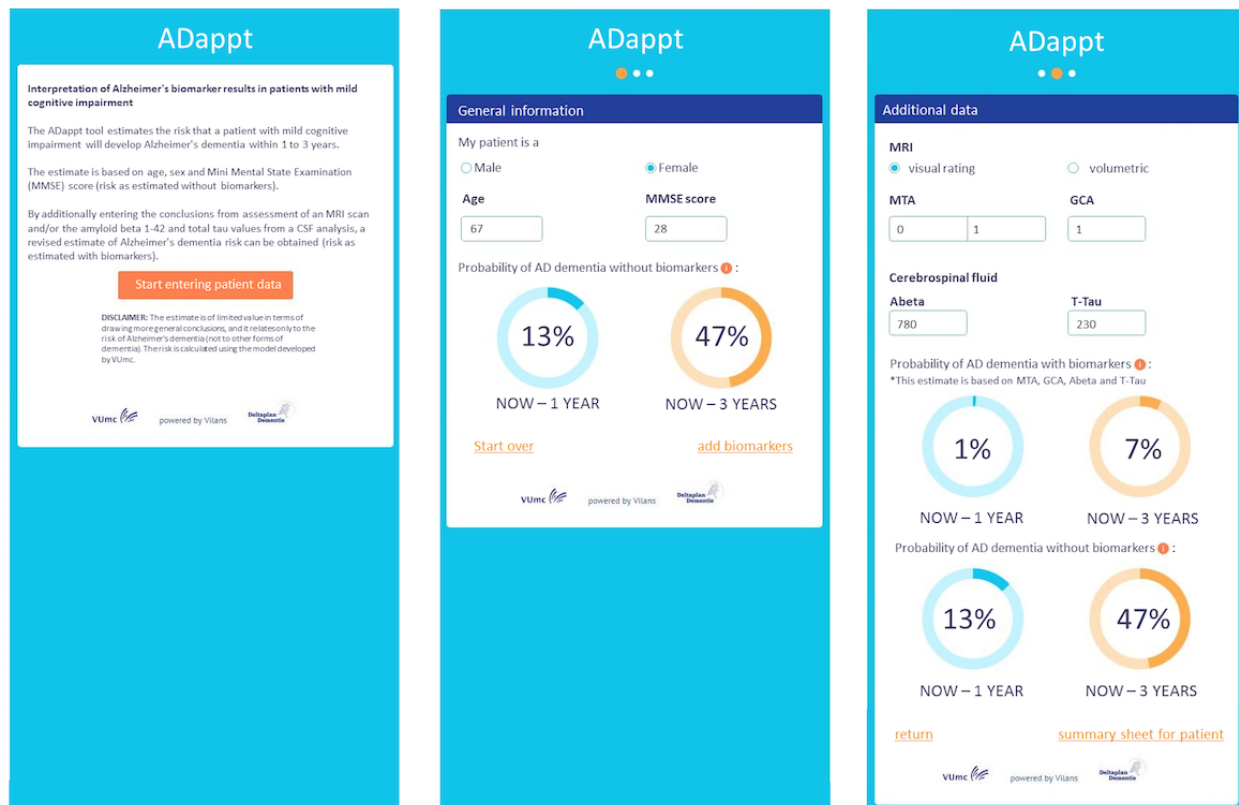 ADappt
Interpretation of Alzheimer's biomarker results in patients with mild
cognitive impairment
The ADappt tool estimates the risk that a patient with mild cognitive
impairment will develop Alzheimer's dementia within 1 to 3 years.
The estimate is based on age, sex and Mini Mental State Examination
(MMSE) score (risk as estimated without biomarkers).
By additionally entering the conclusions from assessment of an MRI scan
and/or the amyloid beta 1-42 and total tau values from a CSF analysis, a
revised estimate of Alzheimer's dementia risk can be obtained (risk as
estimated with biomarkers).
Start entering patient data
DISCLAIMER: The estimate is of limited value in terms of
drawing more general conclusions, and it relates only to the
risk of Alzheimer's dementia (not to other forms of
dementia). The risk is calculated using the model developed
by VUmc.
VUmc powered by Vilans Deltaplan
Dementie
ADappt
General information
My patient is a
Male Female
Age MMSE score
67 28
Probability of AD dementia without biomarkers i :
13% 47%
NOW – 1 YEAR NOW – 3 YEARS
Start over add biomarkers
VUmc powered by Vilans Deltaplan
Dementie
ADappt
Additional data
MRI
visual rating volumetric
MTA GCA
0 1 1
Cerebrospinal fluid
Abeta T-Tau
780 230
Probability of AD dementia with biomarkers i :
*This estimate is based on MTA, GCA, Abeta and T-Tau
1% 7%
NOW – 1 YEAR NOW – 3 YEARS
Probability of AD dementia without biomarkers i :
13% 47%
NOW – 1 YEAR NOW – 3 YEARS
return summary sheet for patient
VUmc powered by Vilans Deltaplan
Dementie